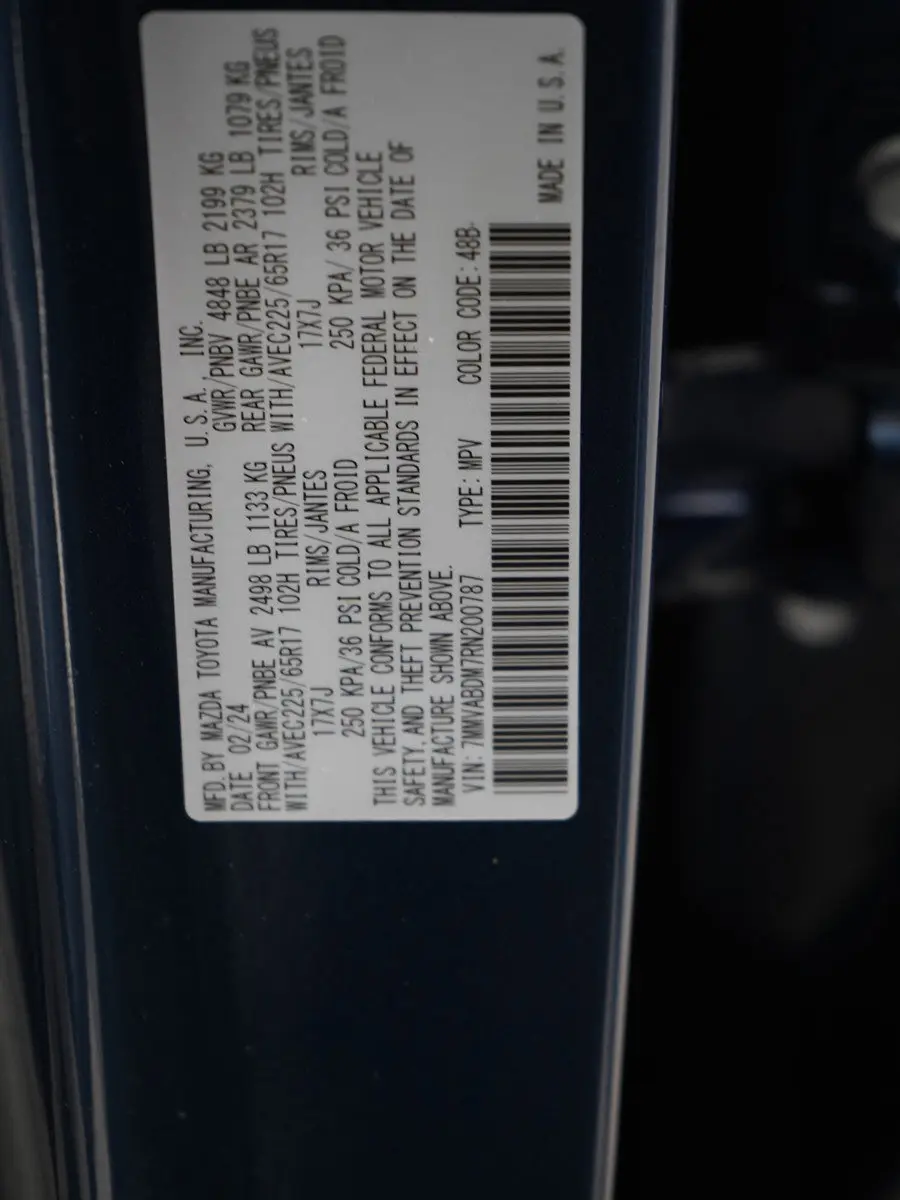 MFD.BY MAZDA TOYOTA MANUFACTURING, U.S.A., INC.
DATE 02/24 GVWR/PNBV 4848 LB 2199 KG
FRONT GAWR/PNBE AV 2498 LB 1133 KG REAR GAWR/PNBE AR 2379 LB 1079 KG
WITH/AVEC225/65R17 102H TIRES/PNEUS WITH/AVEC225/65R17 102H TIRES/PNEUS
17X7J RIMS/JANTES 17X7J RIMS/JANTES
250 KPA/36 PSI COLD/A FROID 250 KPA/ 36 PSI COLD/A FROID
THIS VEHICLE CONFORMS TO ALL APPLICABLE FEDERAL MOTOR VEHICLE
SAFETY,AND THEFT PREVENTION STANDARDS IN EFFECT ON THE DATE OF
MANUFACTURE SHOWN ABOVE.
VIN: 7MMVABDM7RN200787 TYPE: MPV COLOR CODE: 48B
MADE IN U.S.A.